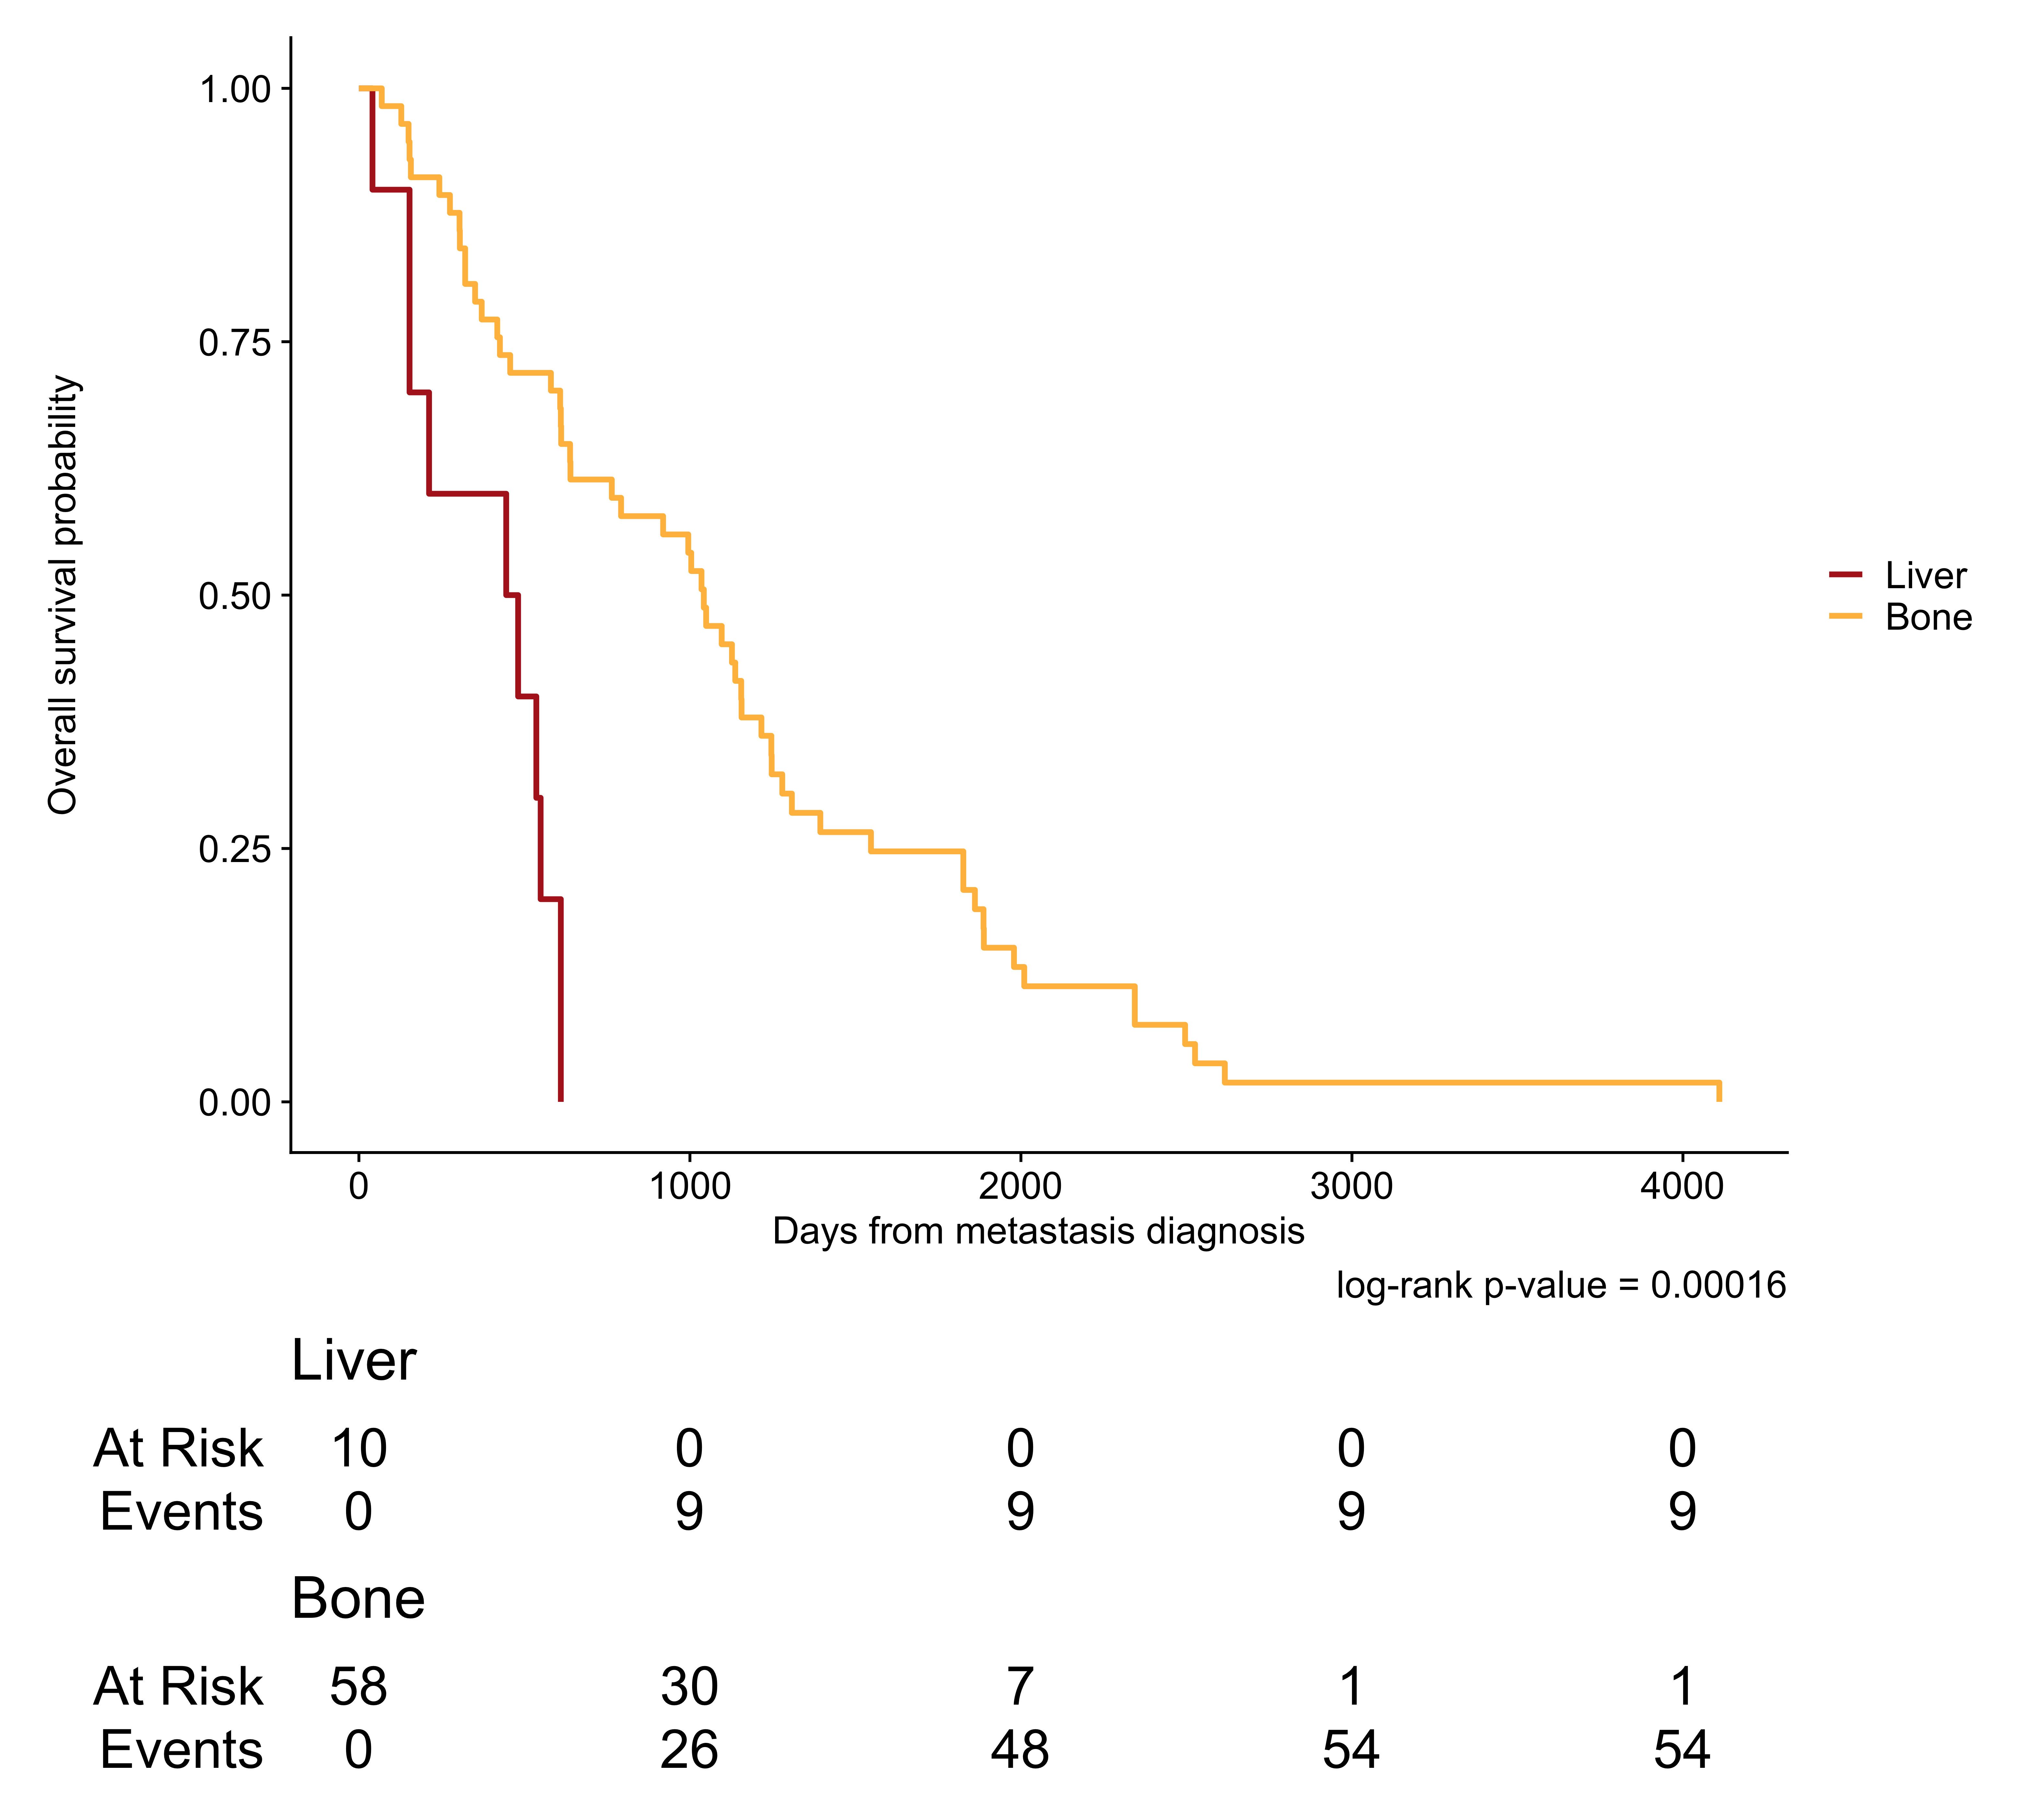 Overall survival probability
1.00
0.75
0.50
0.25
0.00
0 1000 2000 3000 4000
Days from metastasis diagnosis
log-rank p-value = 0.00016
Liver
Bone
Liver
At Risk 10 0 0 0 0
Events 0 9 9 9 9
Bone
At Risk 58 30 7 1 1
Events 0 26 48 54 54